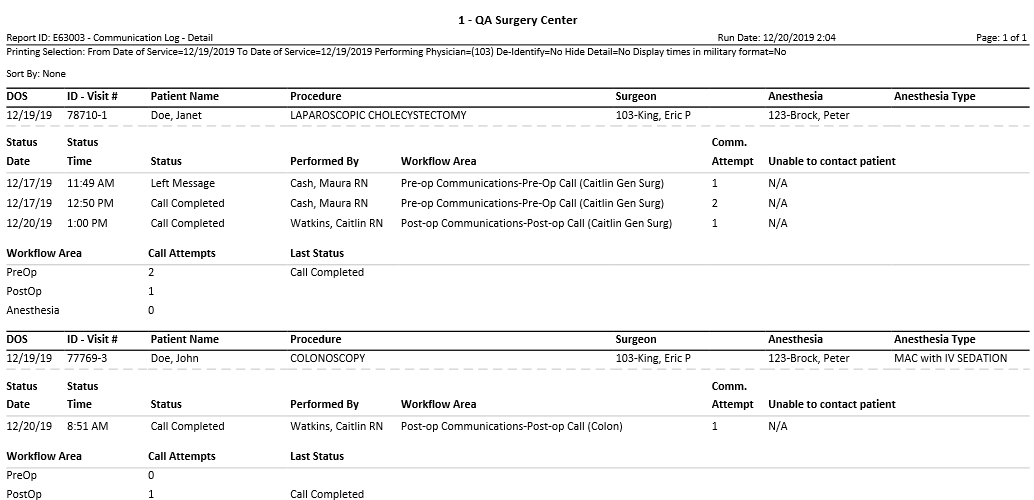 1 - QA Surgery Center
Report ID: E63003 - Communication Log - Detail Run Date: 12/20/2019 2:04 Page: 1 of 1
Printing Selection: From Date of Service=12/19/2019 To Date of Service=12/19/2019 Performing Physician=(103) De-Identify=No Hide Detail=No Display times in military format=No
Sort By: None
DOS ID - Visit # Patient Name Procedure Surgeon Anesthesia Anesthesia Type
12/19/19 78710-1 Doe, Janet LAPAROSCOPIC CHOLECYSTECTOMY 103-King, Eric P 123-Brock, Peter
Status Status Comm.
Date Time Status Performed By Workflow Area Attempt Unable to contact patient
12/17/19 11:49 AM Left Message Cash, Maura RN Pre-op Communications-Pre-Op Call (Caitlin Gen Surg) 1 N/A
12/17/19 12:50 PM Call Completed Cash, Maura RN Pre-op Communications-Pre-Op Call (Caitlin Gen Surg) 2 N/A
12/20/19 1:00 PM Call Completed Watkins, Caitlin RN Post-op Communications-Post-op Call (Caitlin Gen Surg) 1 N/A
Workflow Area Call Attempts Last Status
PreOp 2 Call Completed
PostOp 1
Anesthesia 0
DOS ID - Visit # Patient Name Procedure Surgeon Anesthesia Anesthesia Type
12/19/19 77769-3 Doe, John COLONOSCOPY 103-King, Eric P 123-Brock, Peter MAC with IV SEDATION
Status Status Comm.
Date Time Status Performed By Workflow Area Attempt Unable to contact patient
12/20/19 8:51 AM Call Completed Watkins, Caitlin RN Post-op Communications-Post-op Call (Colon) 1 N/A
Workflow Area Call Attempts Last Status
PreOp 0
PostOp 1 Call Completed